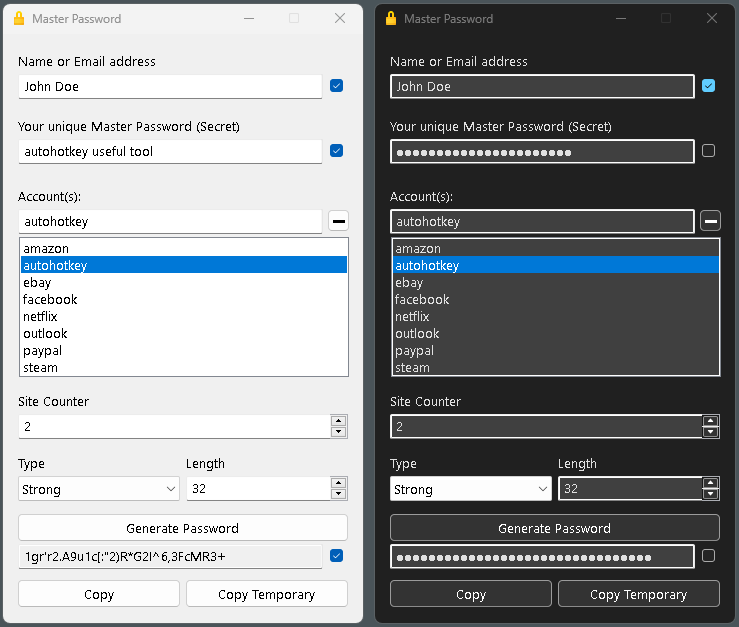 Master Password
Name or Email address
John Doe
Your unique Master Password (Secret)
autohotkey useful tool
Account(s):
autohotkey
amazon
autohotkey
ebay
facebook
netflix
outlook
paypal
steam
Site Counter
2
Type Length
Strong 32
Generate Password
1gr'r2.A9u1c[:"2)R*G2I^6,3FcMR3+
Copy Copy Temporary
Master Password
Name or Email address
John Doe
Your unique Master Password (Secret)
●●●●●●●●●●●●●●●●●●●●●●
Account(s):
autohotkey
amazon
autohotkey
ebay
facebook
netflix
outlook
paypal
steam
Site Counter
2
Type Length
Strong 32
Generate Password
●●●●●●●●●●●●●●●●●●●●●●●●●●●●●●●●
Copy Copy Temporary